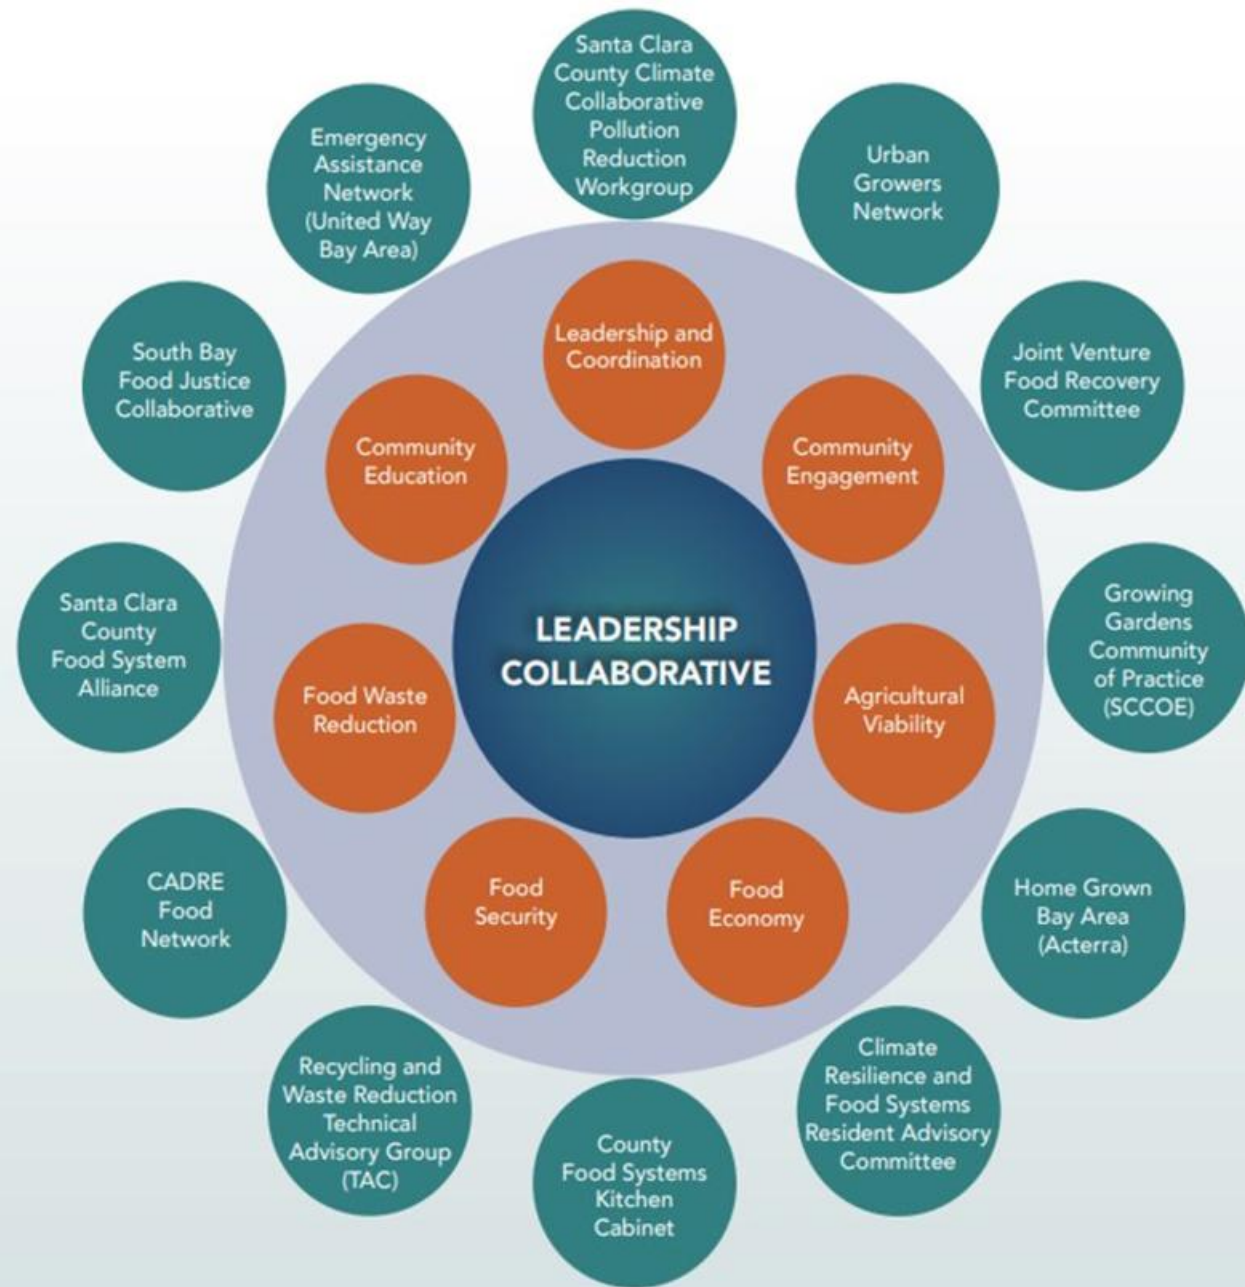 Santa Clara
County Climate
Collaborative
Pollution
Reduction
Workgroup
Urban
Growers
Network
Joint Venture
Food Recovery
Committee
Growing
Gardens
Community
of Practice
(SCCOE)
Home Grown
Bay Area
(Acterra)
Climate
Resilience and
Food Systems
Resident Advisory
Committee
County
Food Systems
Kitchen
Cabinet
Recycling and
Waste Reduction
Technical
Advisory Group
(TAC)
CADRE
Food
Network
Santa Clara
County
Food System
Alliance
South Bay
Food Justice
Collaborative
Emergency
Assistance
Network
(United Way
Bay Area)
Leadership and
Coordination
Community
Engagement
Agricultural
Viability
Food
Economy
Food
Security
Food Waste
Reduction
Community
Education
LEADERSHIP
COLLABORATIVE